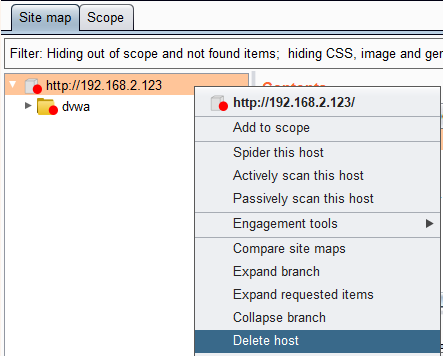 Site map Scope
Filter: Hiding out of scope and not found items; hiding CSS, image and ger
http://192.168.2.123
dvwa
http://192.168.2.123/
Add to scope
Spider this host
Actively scan this host
Passively scan this host
Engagement tools
Compare site maps
Expand branch
Expand requested items
Collapse branch
Delete host